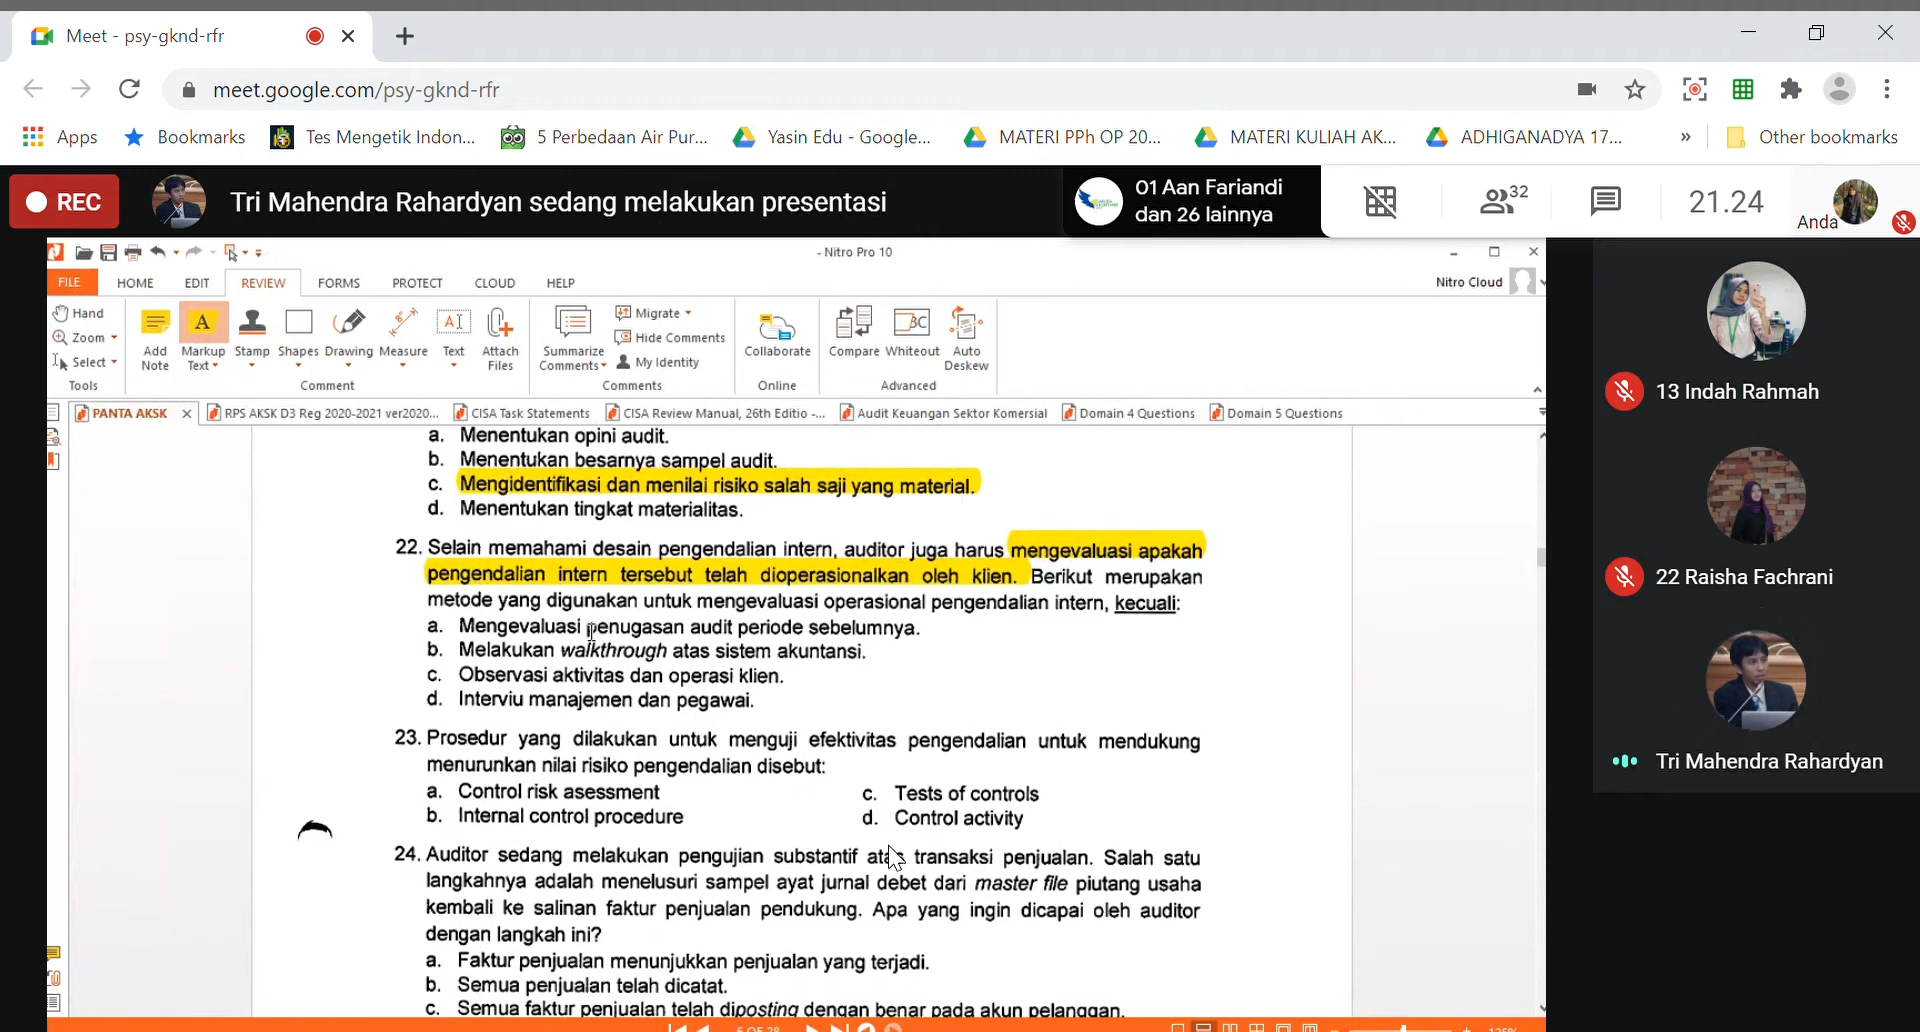 Meet - psy-gknd-rfr
meet.google.com/psy-gknd-rfr
Apps
Bookmarks
Tes Mengetik Indon...
5 Perbedaan Air Pur...
Yasin Edu - Google...
MATERI PPh OP 20...
MATERI KULIAH AK...
ADHIGANADYA 17...
»
Other bookmarks
REC
Tri Mahendra Rahardyan sedang melakukan presentasi
01 Aan Fariandi
dan 26 lainnya
32
21.24
Anda
- Nitro Pro 10
FILE HOME EDIT REVIEW FORMS PROTECT CLOUD HELP
Nitro Cloud
Hand
Zoom
Select
Tools
Add Note
Markup Text
Stamp
Shapes
Drawing
Measure
Text
Attach Files
Comment
Summarize Comments
Migrate
Hide Comments
My Identity
Comments
Collaborate
Online
Compare
Whiteout
Auto Deskew
Advanced
PANTA AKSK
RPS AKSK D3 Reg 2020-2021 ver2020...
CISA Task Statements
CISA Review Manual, 26th Editio -...
Audit Keuangan Sektor Komersial
Domain 4 Questions
Domain 5 Questions
a. Menentukan opini audit.
b. Menentukan besarnya sampel audit.
c. Mengidentifikasi dan menilai risiko salah saji yang material.
d. Menentukan tingkat materialitas.
22. Selain memahami desain pengendalian intern, auditor juga harus mengevaluasi apakah
pengendalian intern tersebut telah dioperasionalkan oleh klien. Berikut merupakan
metode yang digunakan untuk mengevaluasi operasional pengendalian intern, kecuali:
a. Mengevaluasi penugasan audit periode sebelumnya.
b. Melakukan walkthrough atas sistem akuntansi.
c. Observasi aktivitas dan operasi klien.
d. Interviu manajemen dan pegawai.
23. Prosedur yang dilakukan untuk menguji efektivitas pengendalian untuk mendukung
menurunkan nilai risiko pengendalian disebut:
a. Control risk asessment
b. Internal control procedure
c. Tests of controls
d. Control activity
24. Auditor sedang melakukan pengujian substantif atas transaksi penjualan. Salah satu
langkahnya adalah menelusuri sampel ayat jurnal debet dari master file piutang usaha
kembali ke salinan faktur penjualan pendukung. Apa yang ingin dicapai oleh auditor
dengan langkah ini?
a. Faktur penjualan menunjukkan penjualan yang terjadi.
b. Semua penjualan telah dicatat.
c. Semua faktur penjualan telah diposting dengan benar pada akun pelanggan.
6 OF 28
125%
13 Indah Rahmah
22 Raisha Fachrani
Tri Mahendra Rahardyan